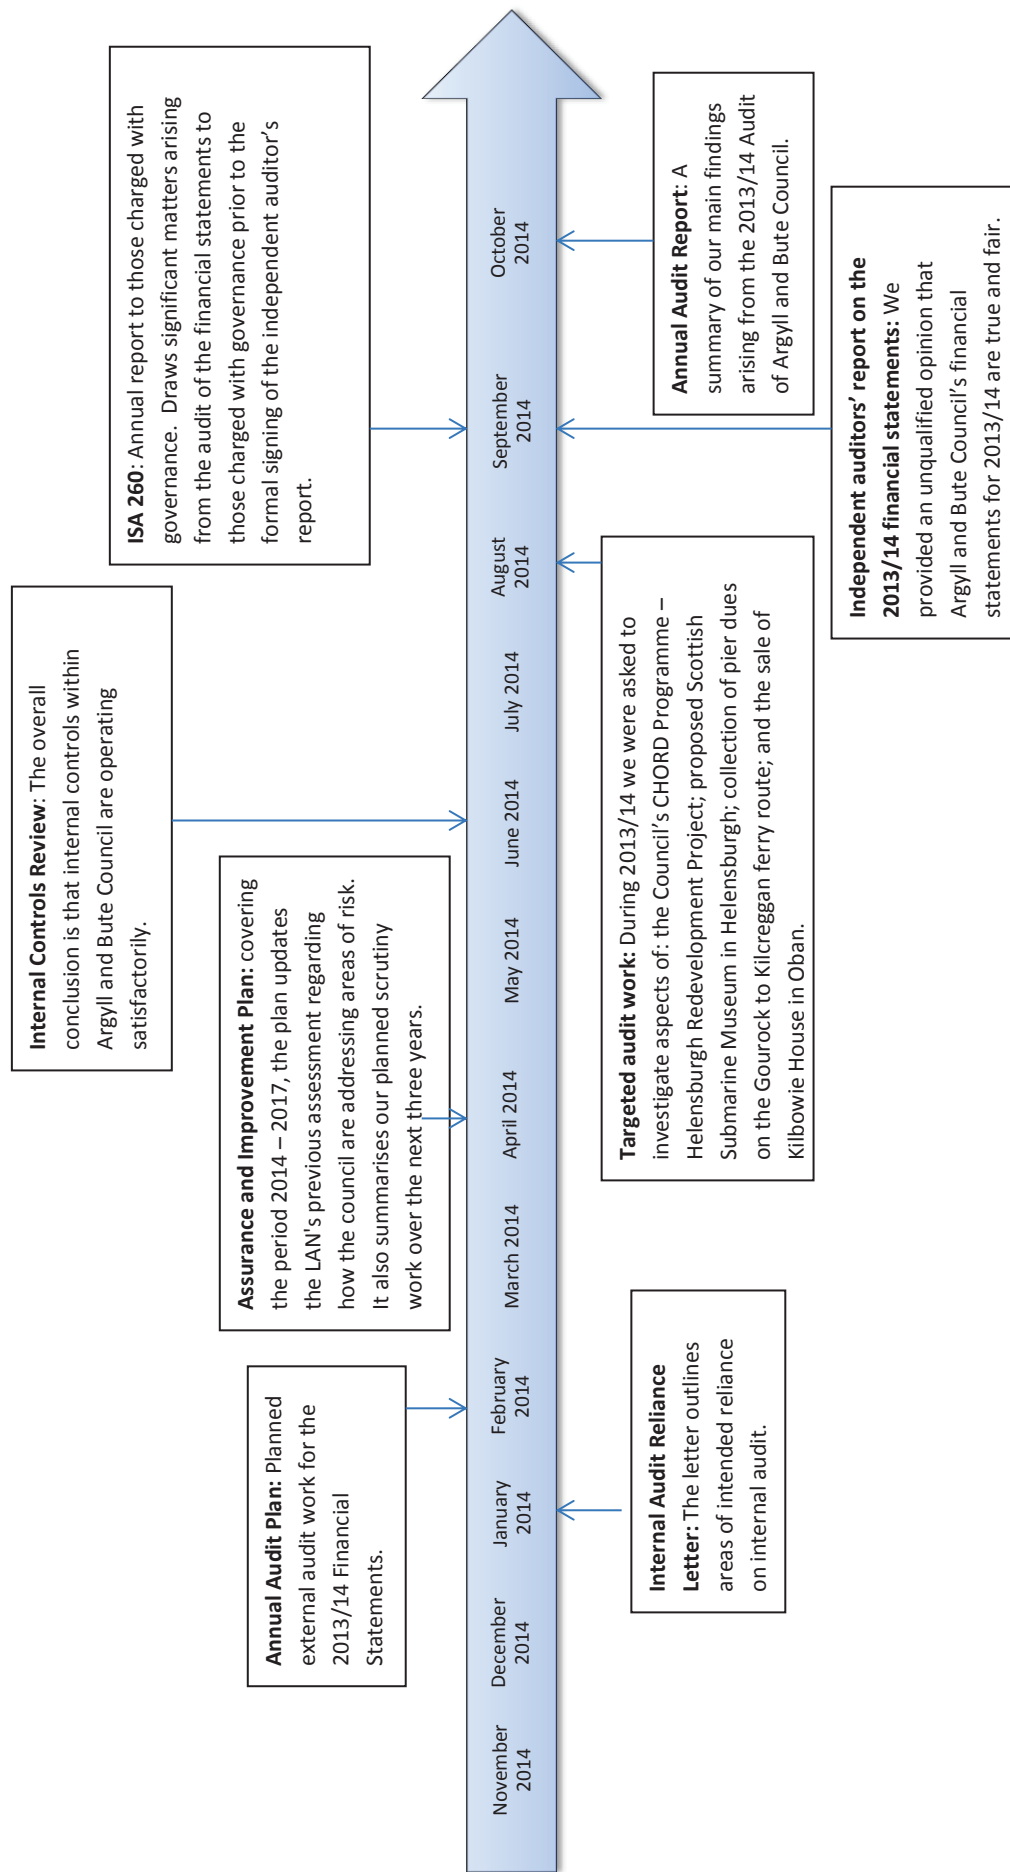 Internal Controls Review: The overall
conclusion is that internal controls within
Argyll and Bute Council are operating
satisfactorily.
ISA 260: Annual report to those charged with
governance. Draws significant matters arising
from the audit of the financial statements to
those charged with governance prior to the
formal signing of the independent auditor's
report.
Assurance and Improvement Plan: covering
the period 2014 – 2017, the plan updates
the LAN's previous assessment regarding
how the council are addressing areas of risk.
It also summarises our planned scrutiny
work over the next three years.
Annual Audit Plan: Planned
external audit work for the
2013/14 Financial
Statements.
November
2014
December
2014
January
2014
February
2014
March 2014
April 2014
May 2014
June 2014
July 2014
August
2014
September
2014
October
2014
Internal Audit Reliance
Letter: The letter outlines
areas of intended reliance
on internal audit.
Targeted audit work: During 2013/14 we were asked to
investigate aspects of: the Council's CHORD Programme –
Helensburgh Redevelopment Project; proposed Scottish
Submarine Museum in Helensburgh; collection of pier dues
on the Gourock to Kilcreggan ferry route; and the sale of
Kilbowie House in Oban.
Annual Audit Report: A
summary of our main findings
arising from the 2013/14 Audit
of Argyll and Bute Council.
Independent auditors' report on the
2013/14 financial statements: We
provided an unqualified opinion that
Argyll and Bute Council's financial
statements for 2013/14 are true and fair.